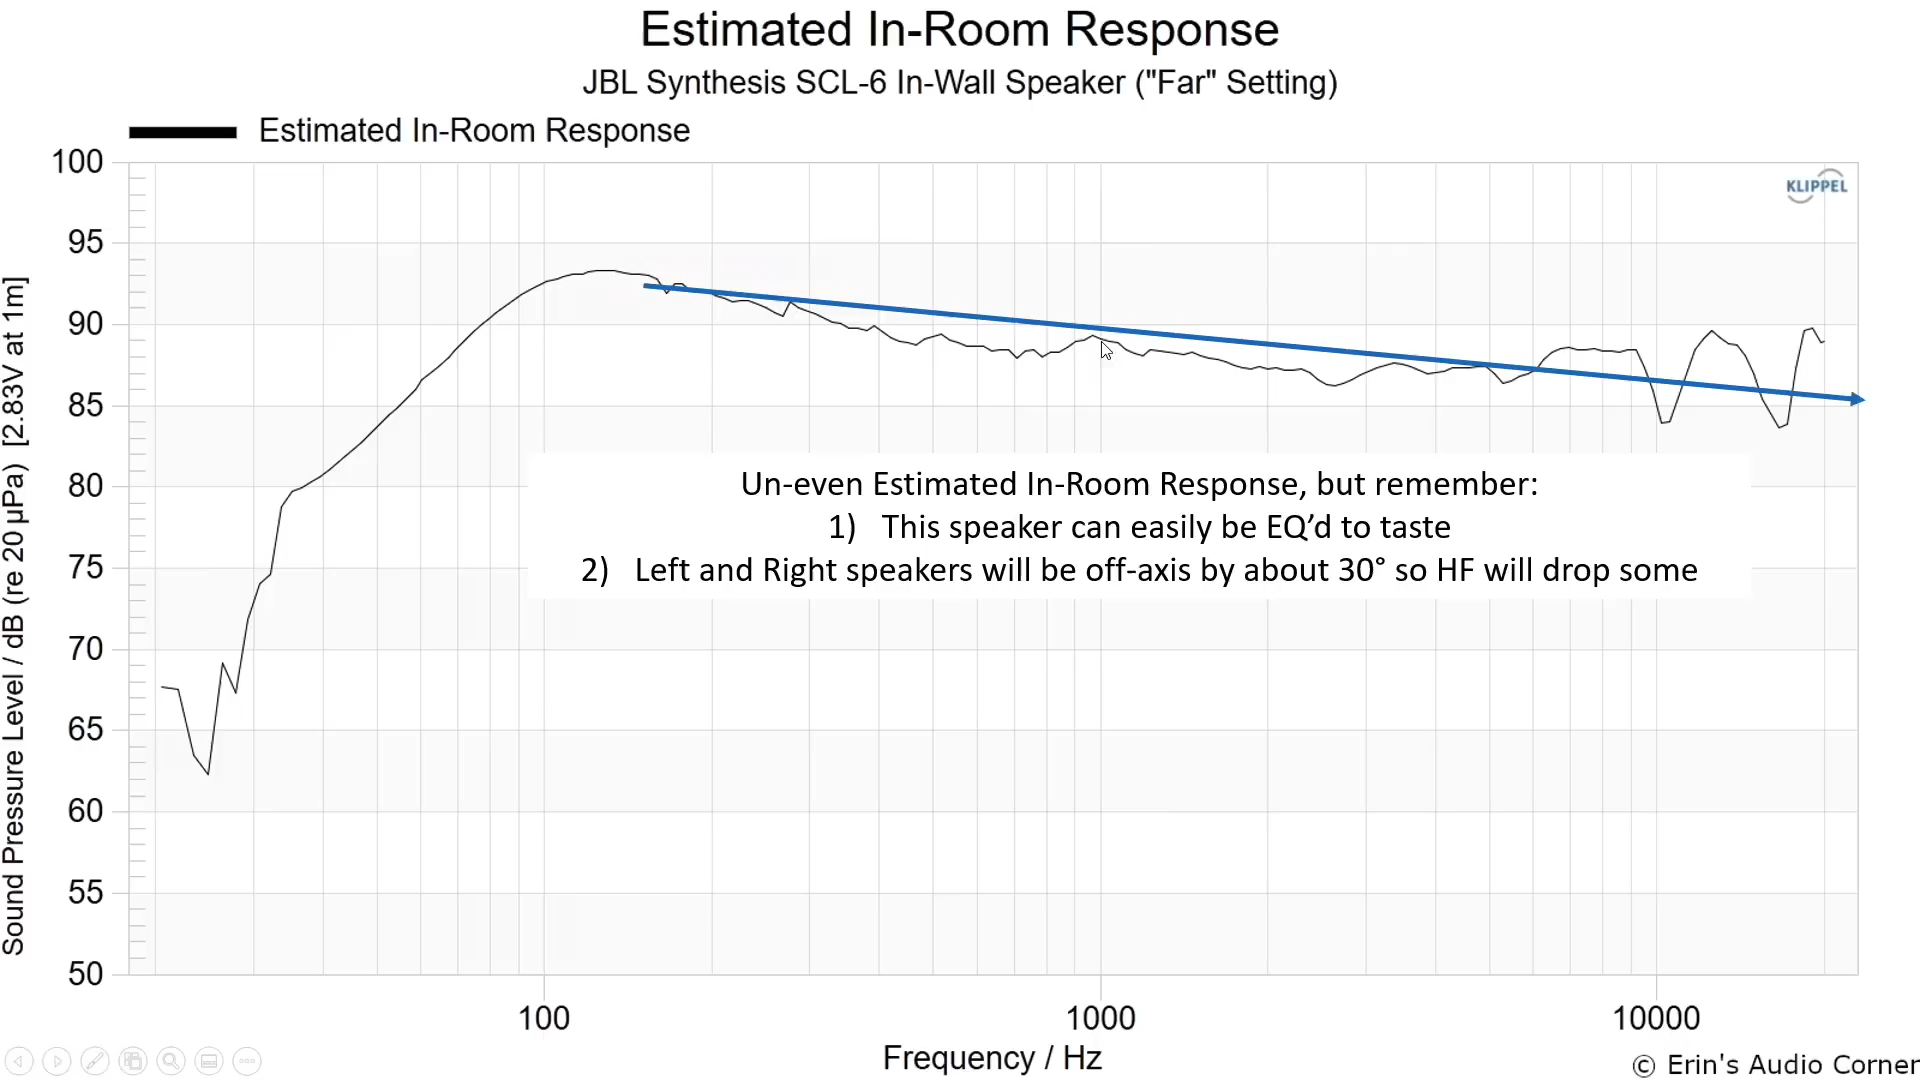 Estimated In-Room Response
JBL Synthesis SCL-6 In-Wall Speaker ("Far" Setting)
Estimated In-Room Response
KLIPPEL
100
95
90
85
80
75
70
65
60
55
50
Sound Pressure Level / dB (re 20 µPa) [2.83V at 1m]
Un-even Estimated In-Room Response, but remember:
1) This speaker can easily be EQ’d to taste
2) Left and Right speakers will be off-axis by about 30° so HF will drop some
100
1000
10000
Frequency / Hz
© Erin's Audio Corner